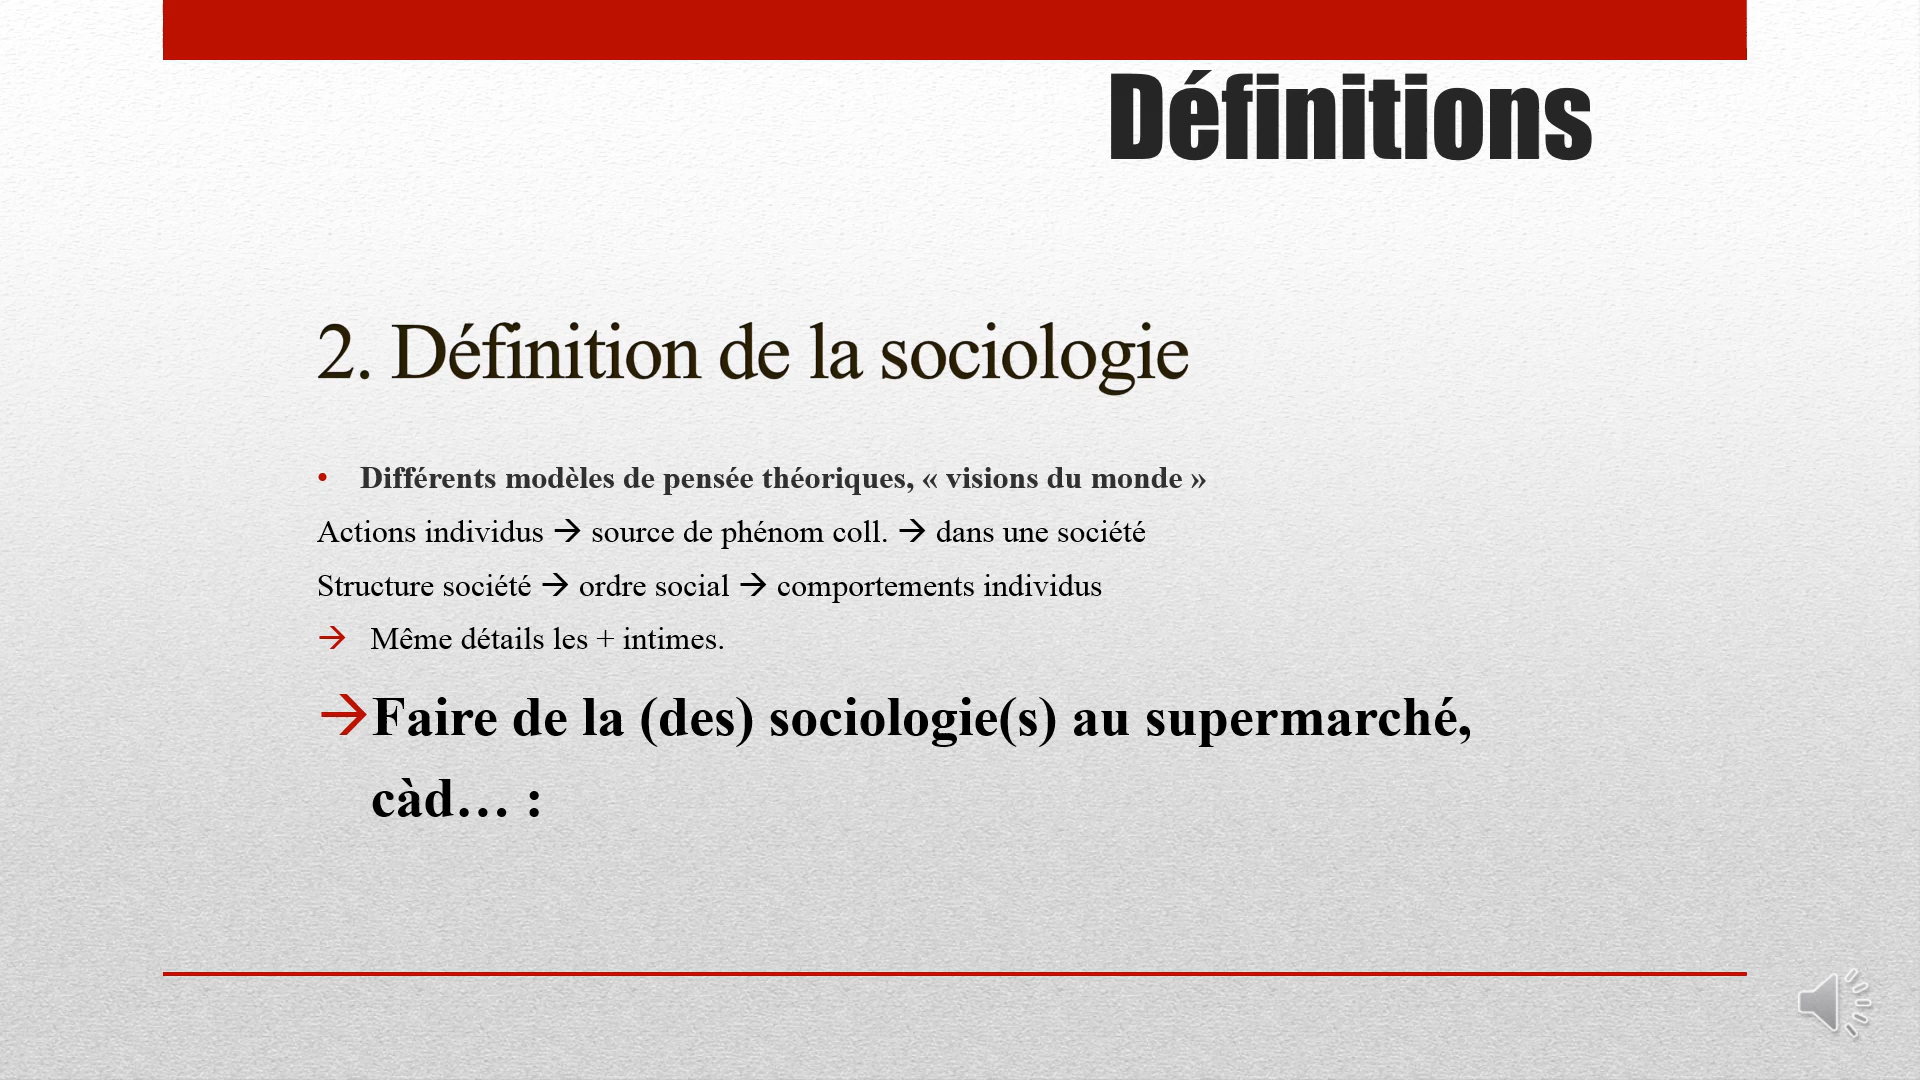 Définitions
2. Définition de la sociologie
• Différents modèles de pensée théoriques, « visions du monde »
Actions individus → source de phénom coll. → dans une société
Structure société → ordre social → comportements individus
→ Même détails les + intimes.
→Faire de la (des) sociologie(s) au supermarché,
càd… :